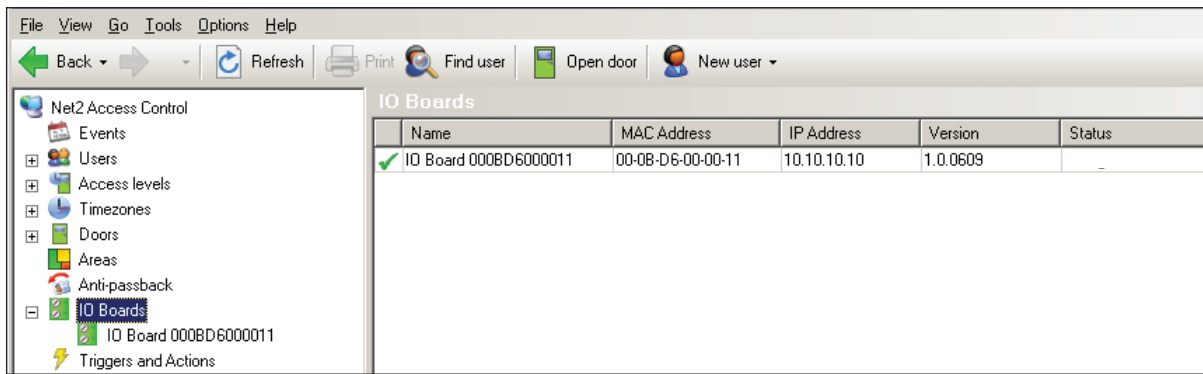 File View Go Tools Options Help
Back Refresh Print Find user Open door New user
Net2 Access Control
Events
Users
Access levels
Timezones
Doors
Areas
Anti-passback
IO Boards
IO Board 000BD6000011
Triggers and Actions
IO Boards
Name MAC Address IP Address Version Status
IO Board 000BD6000011 00-0B-D6-00-00-11 10.10.10.10 1.0.0609